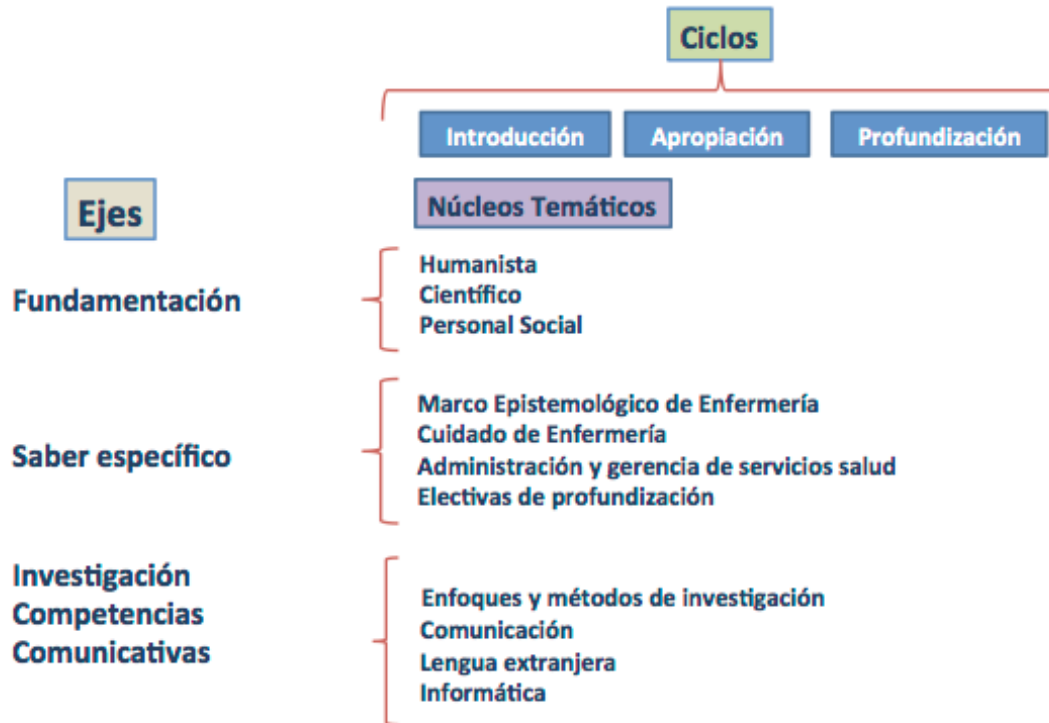 Ciclos
Introducción
Apropiación
Profundización
Ejes
Núcleos Temáticos
Fundamentación
Humanista
Científico
Personal Social
Saber específico
Marco Epistemológico de Enfermería
Cuidado de Enfermería
Administración y gerencia de servicios salud
Electivas de profundización
Investigación
Competencias
Comunicativas
Enfoques y métodos de investigación
Comunicación
Lengua extranjera
Informática